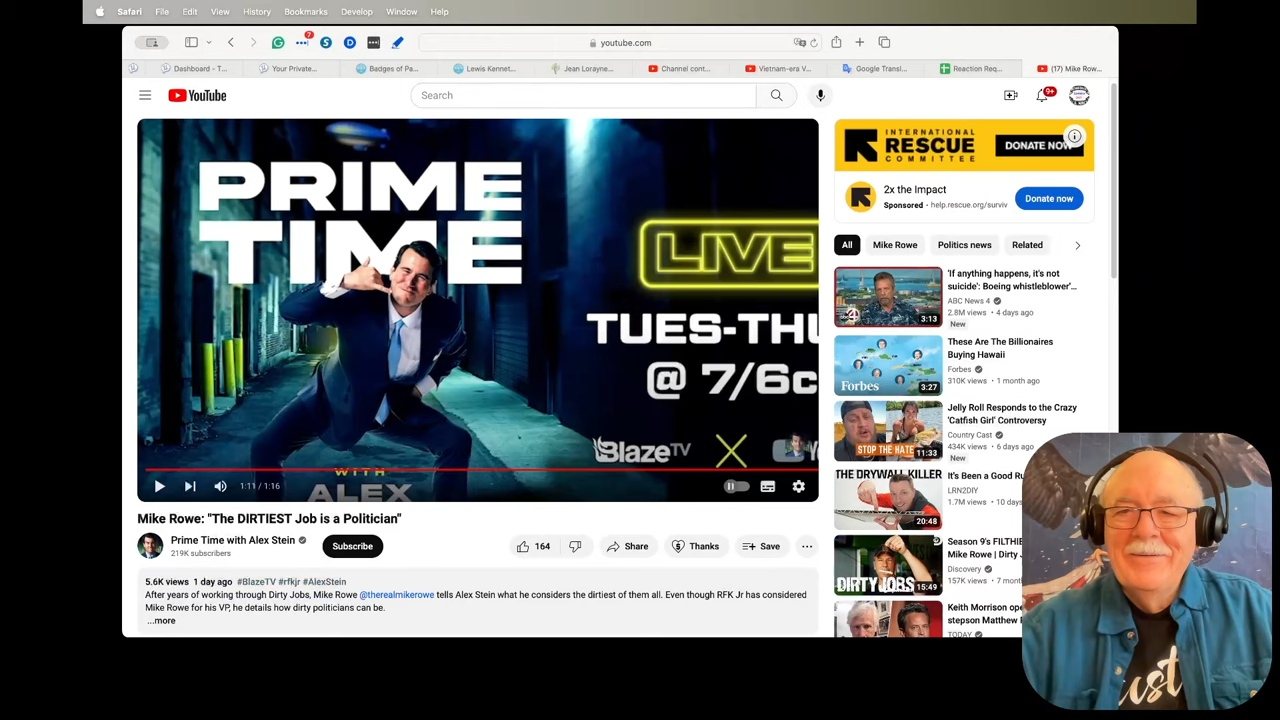 Safari File Edit View History Bookmarks Develop Window Help
7
youtube.com
Dashboard - T... Your Private... Badges of Pa... Lewis Kennet... Jean Lorayne... Channel cont... Vietnam-era V... Google Transl... Reaction Req... (17) Mike Row...
YouTube
Search
9+
PRIME
TIME
LIVE
TUES-THU
@ 7/6c
BlazeTV X
WITH
ALEX
1:11 / 1:16
Mike Rowe: "The DIRTIEST Job is a Politician"
Prime Time with Alex Stein
219K subscribers
Subscribe
164
Share
Thanks
Save
5.6K views 1 day ago #BlazeTV #rfkjr #AlexStein
After years of working through Dirty Jobs, Mike Rowe @therealmikerowe tells Alex Stein what he considers the dirtiest of them all. Even though RFK Jr has considered
Mike Rowe for his VP, he details how dirty politicians can be.
...more
INTERNATIONAL
RESCUE
COMMITTEE
DONATE NOW
2x the Impact
Sponsored • help.rescue.org/surviv
Donate now
All Mike Rowe Politics news Related
'If anything happens, it's not
suicide': Boeing whistleblower'...
ABC News 4
2.8M views • 4 days ago
New
3:13
These Are The Billionaires
Buying Hawaii
Forbes
310K views • 1 month ago
Forbes
3:27
Jelly Roll Responds to the Crazy
'Catfish Girl' Controversy
Country Cast
434K views • 6 days ago
New
STOP THE HATE
11:33
THE DRYWALL KILLER
It's Been a Good Ru
LRN2DIY
1.7M views • 10 days
20:48
Season 9's FILTHIE
Mike Rowe | Dirty J
Discovery
157K views • 7 mont
DIRTY JOBS
15:49
Keith Morrison ope
stepson Matthew P
TODAY
ust